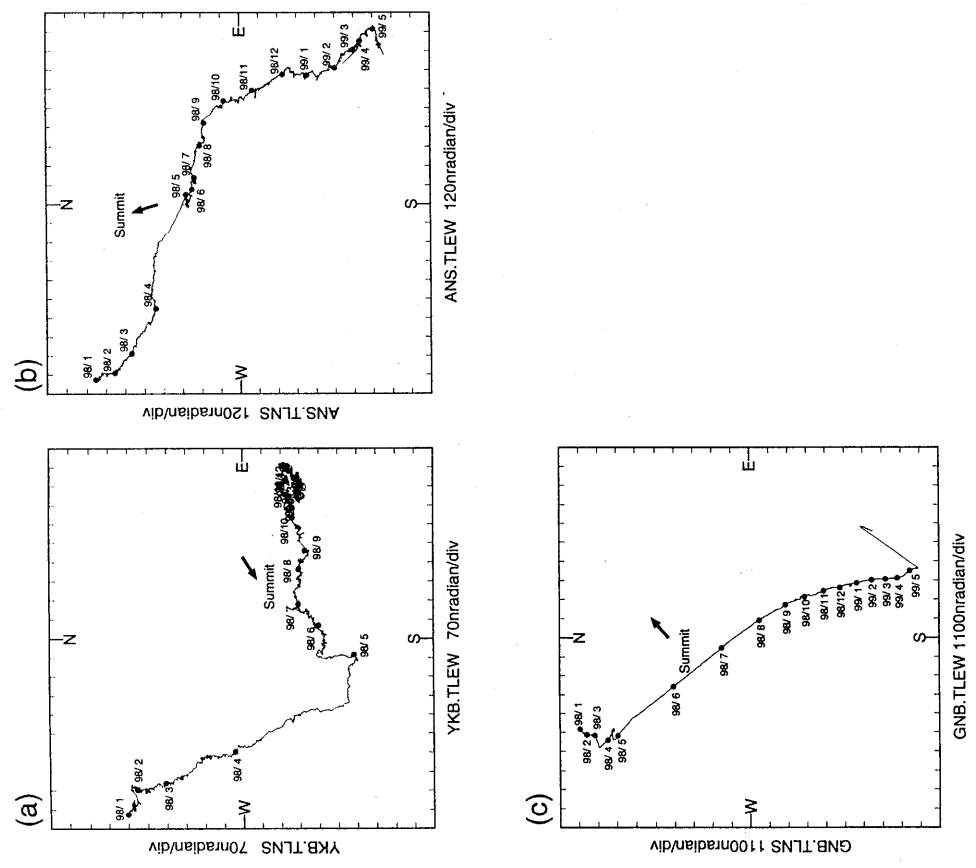 (a)
N
E
S
W
Summit
98/1
98/2
98/3
98/4
98/5
98/6
98/7
98/8
98/9
98/10
YKB.TLNS 70nradian/div
YKB.TLEW 70nradian/div
(b)
N
E
S
W
Summit
98/1
98/2
98/3
98/4
98/5
98/6
98/7
98/8
98/9
98/10
98/11
98/12
99/1
99/2
99/3
99/4
99/5
ANS.TLNS 120nradian/div
ANS.TLEW 120nradian/div
(c)
N
E
S
W
Summit
98/1
98/2
98/3
98/4
98/5
98/6
98/7
98/8
98/9
98/10
98/11
98/12
99/1
99/2
99/3
99/4
99/5
GNB.TLNS 1100nradian/div
GNB.TLEW 1100nradian/div